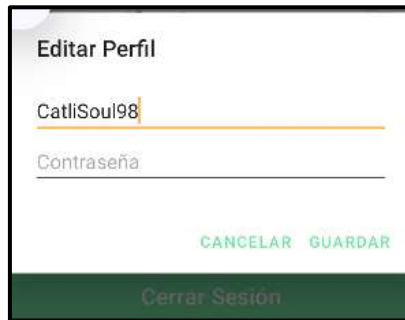 Editar Perfil
CatliSoul98
Contraseña
CANCELAR GUARDAR
Cerrar Sesión